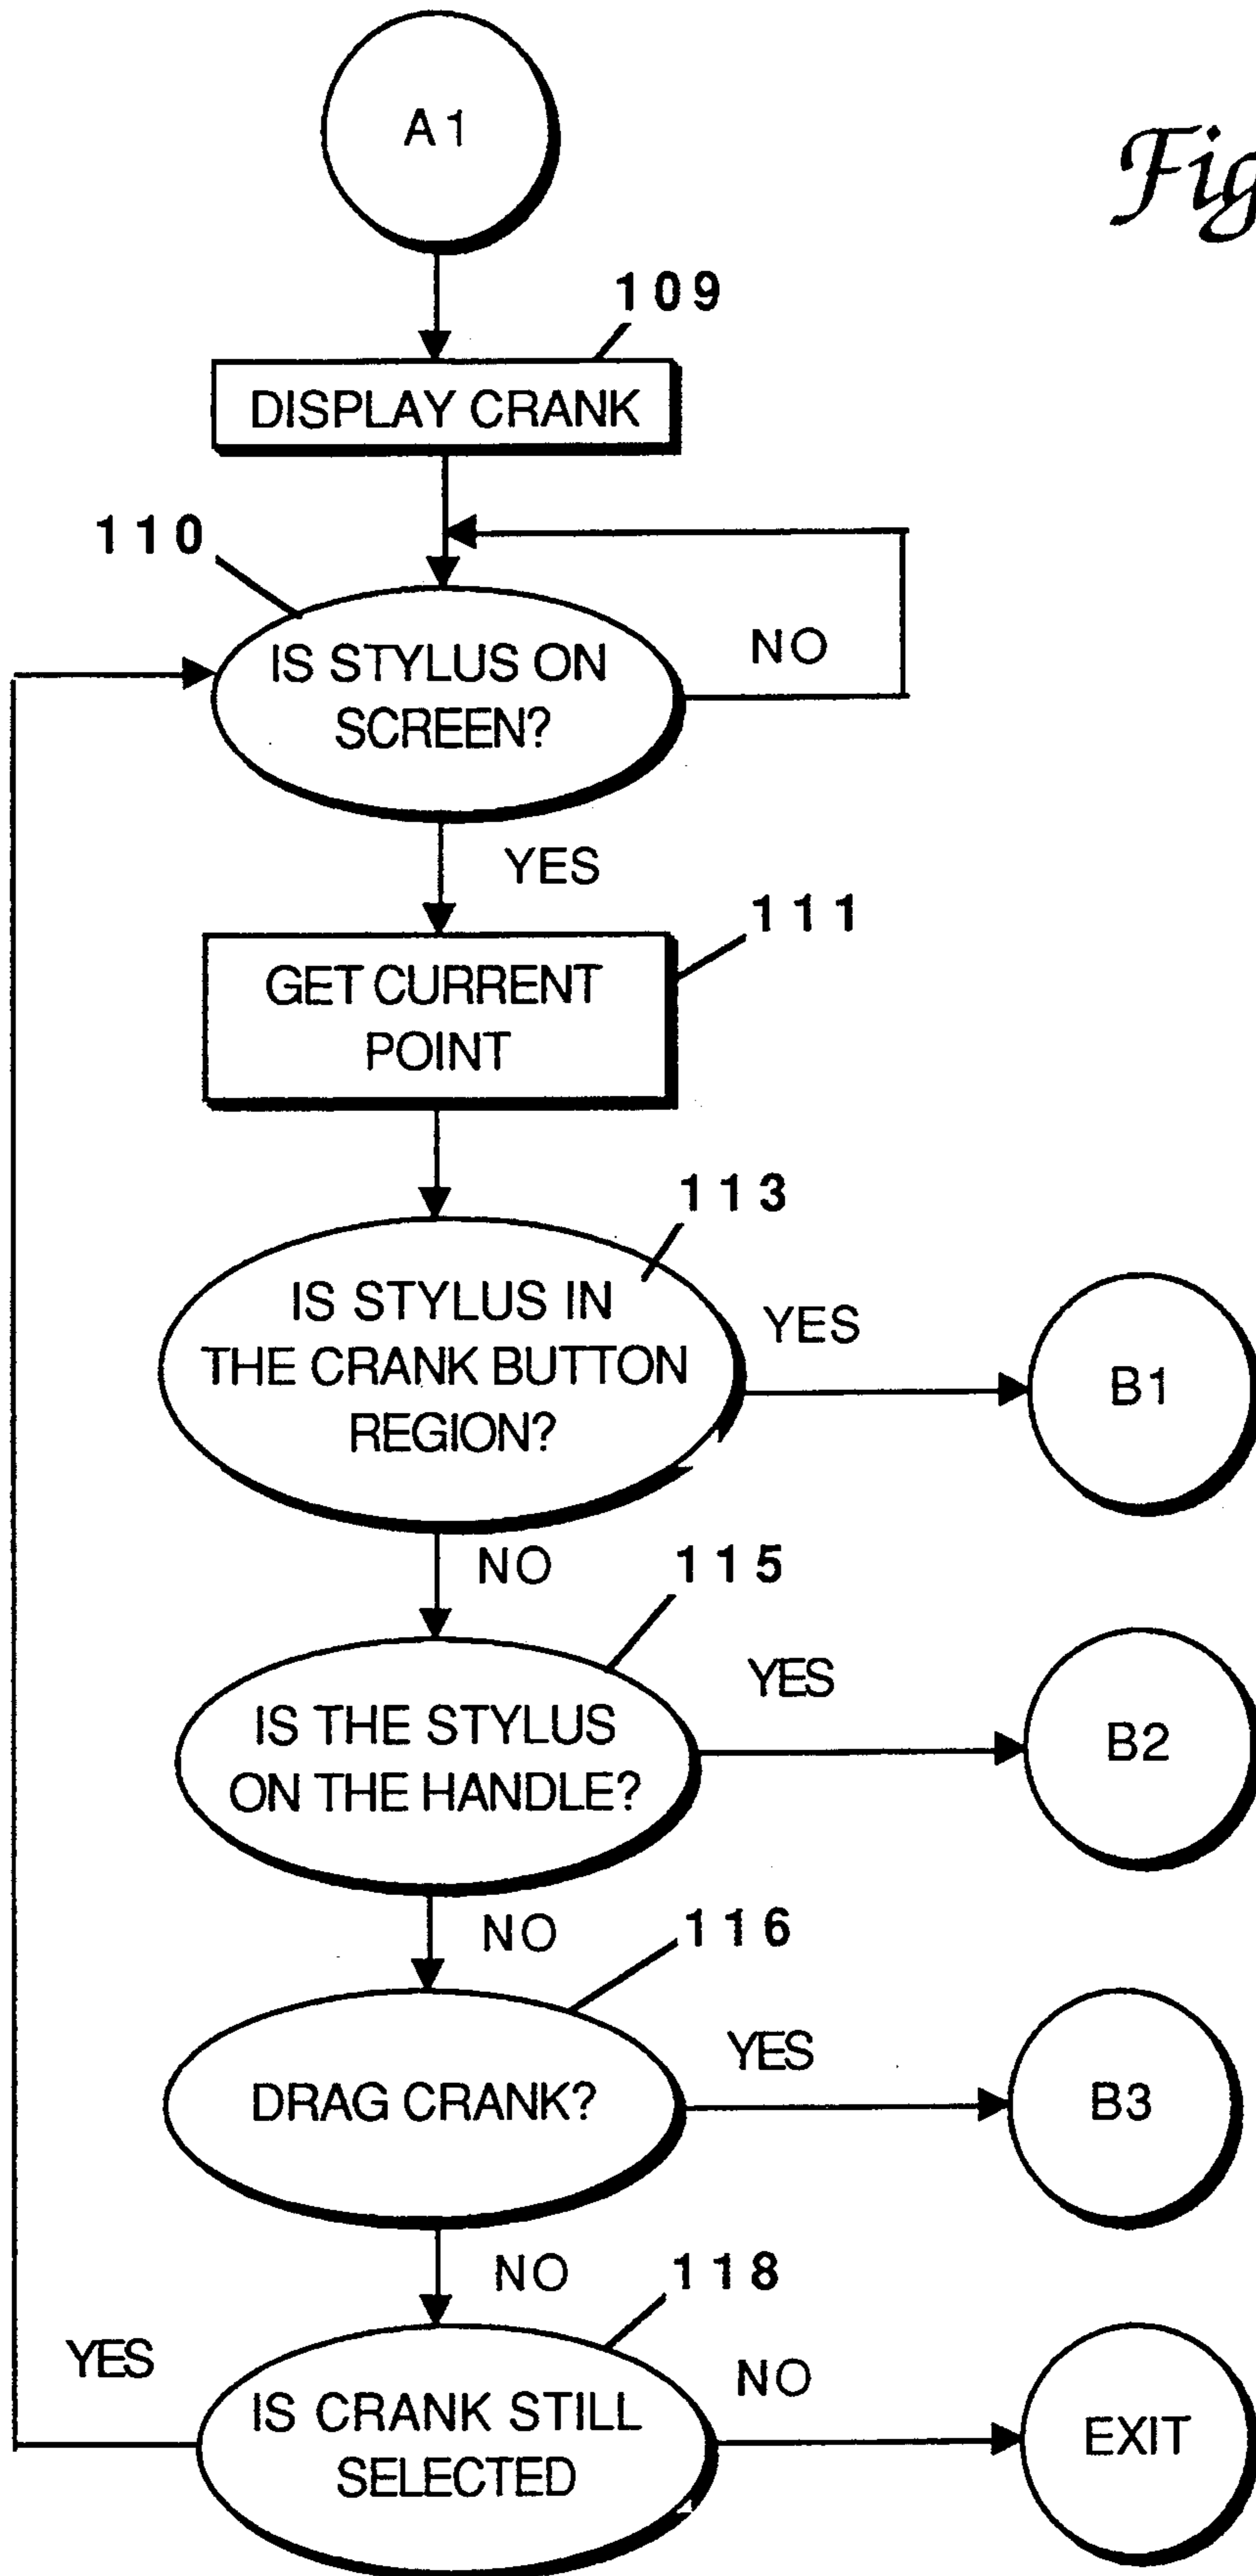 A1
Fig
109
DISPLAY CRANK
110
IS STYLUS ON
SCREEN?
NO
YES
111
GET CURRENT
POINT
113
IS STYLUS IN
THE CRANK BUTTON
REGION?
YES
B1
NO
115
IS THE STYLUS
ON THE HANDLE?
YES
B2
NO
116
DRAG CRANK?
YES
B3
NO
118
YES
IS CRANK STILL
SELECTED
NO
EXIT